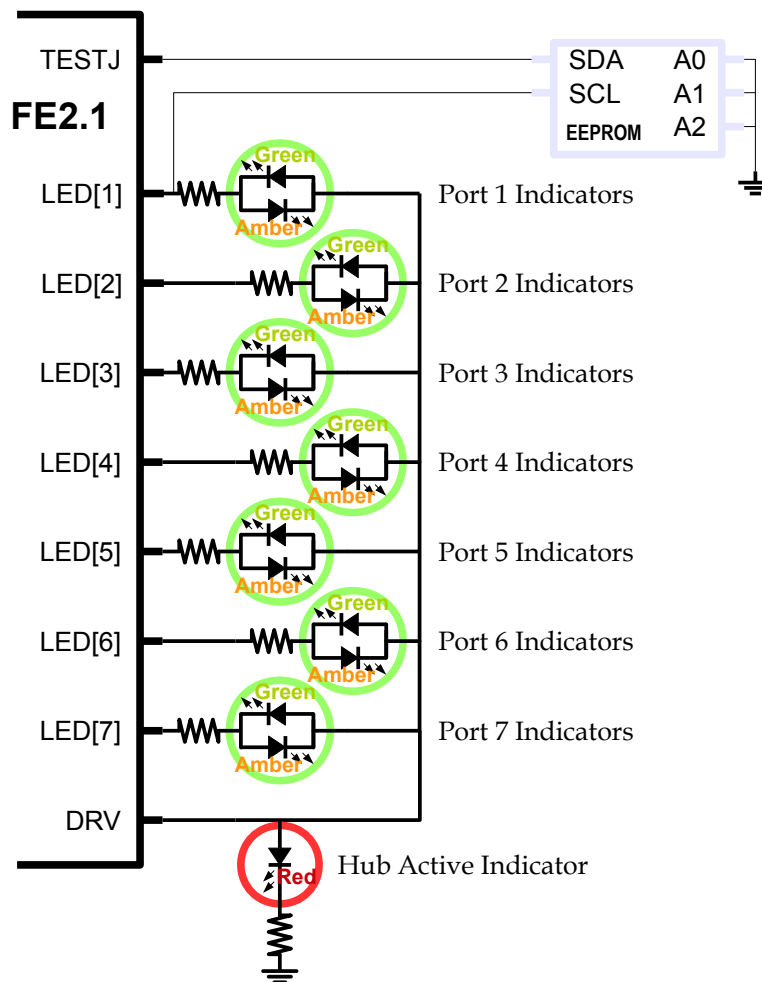 TESTJ SDA A0
FE2.1 SCL A1
EEPROM A2
Green
LED[1] Port 1 Indicators
Amber
Green
LED[2] Port 2 Indicators
Amber
Green
LED[3] Port 3 Indicators
Amber
Green
LED[4] Port 4 Indicators
Amber
Green
LED[5] Port 5 Indicators
Amber
Green
LED[6] Port 6 Indicators
Amber
Green
LED[7] Port 7 Indicators
Amber
DRV
Red Hub Active Indicator